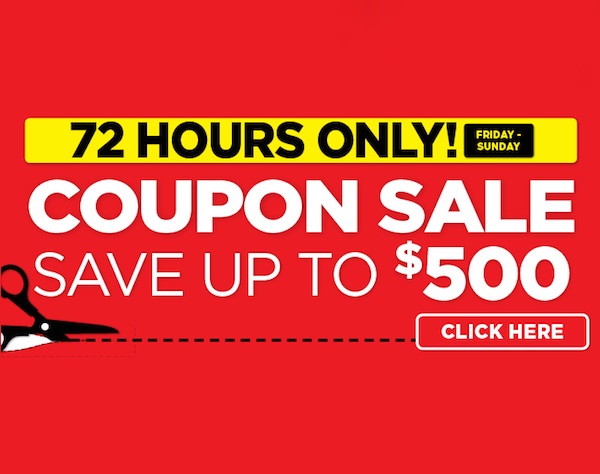 72 HOURS ONLY! FRIDAY -
SUNDAY
COUPON SALE
SAVE UP TO $500
CLICK HERE